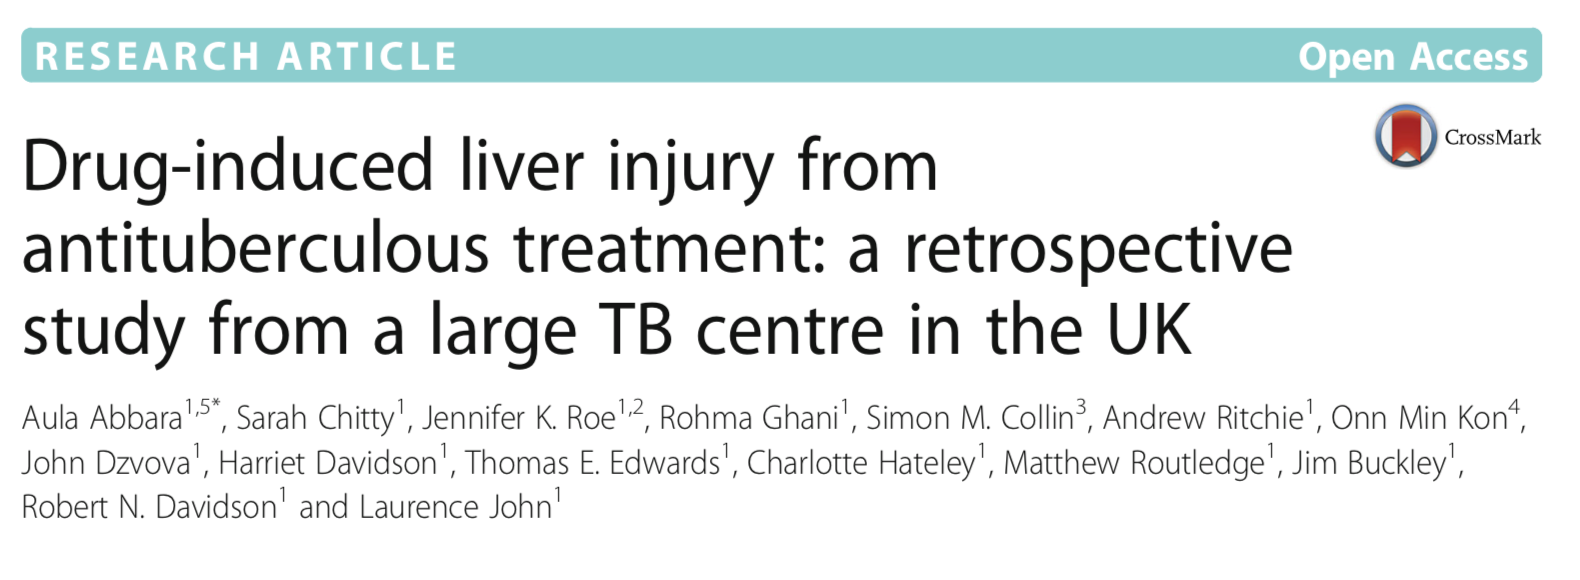 RESEARCH ARTICLE
Open Access
CrossMark
Drug-induced liver injury from
antituberculous treatment: a retrospective
study from a large TB centre in the UK
Aula Abbara1,5*, Sarah Chitty1, Jennifer K. Roe1,2, Rohma Ghani1, Simon M. Collin3, Andrew Ritchie1, Onn Min Kon4,
John Dzvova1, Harriet Davidson1, Thomas E. Edwards1, Charlotte Hateley1, Matthew Routledge1, Jim Buckley1,
Robert N. Davidson1 and Laurence John1